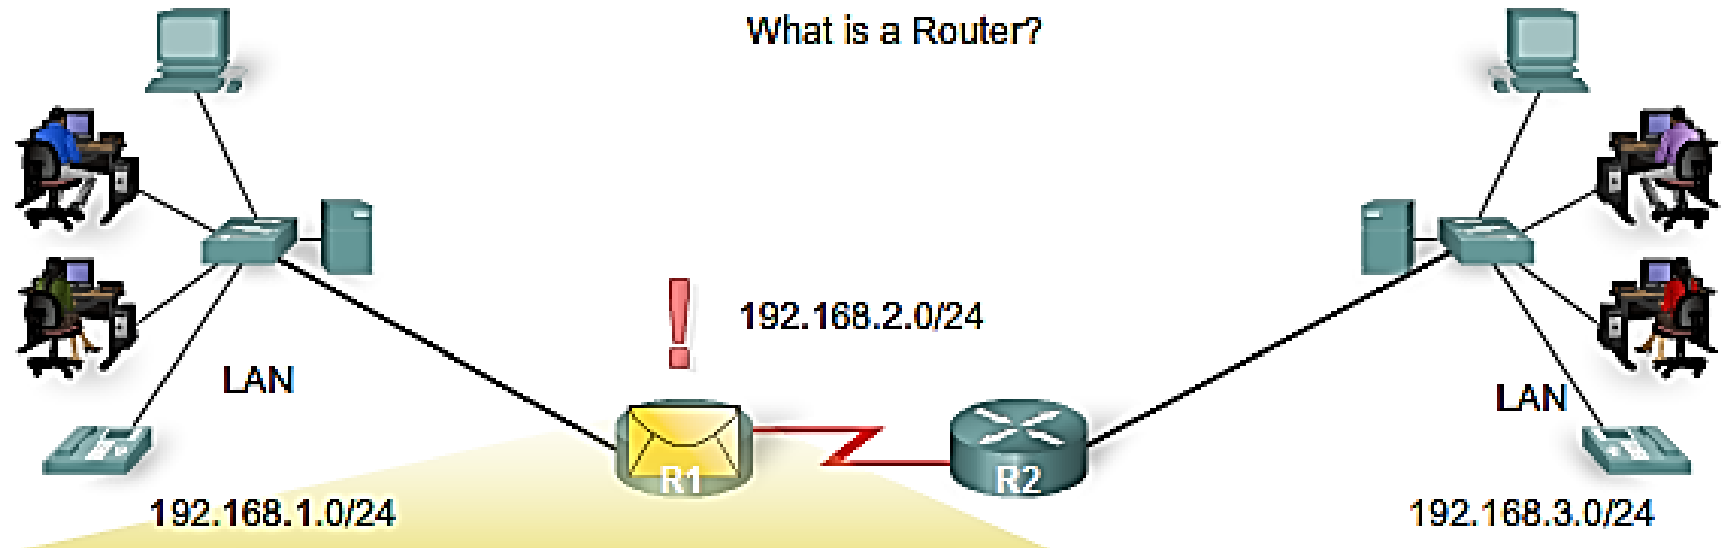 What is a Router?
192.168.2.0/24
LAN
LAN
R1
R2
192.168.1.0/24
192.168.3.0/24